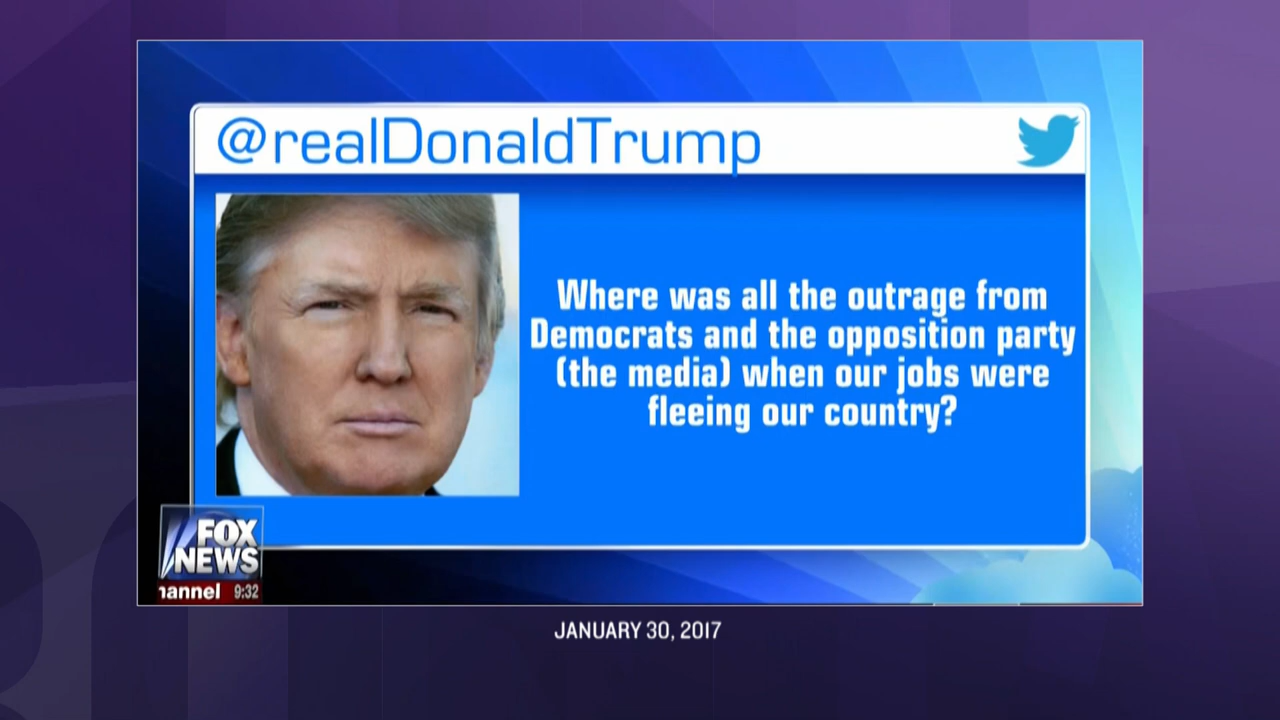 @realDonaldTrump
Where was all the outrage from
Democrats and the opposition party
(the media) when our jobs were
fleeing our country?
FOX
NEWS
hannel 9:32
JANUARY 30, 2017